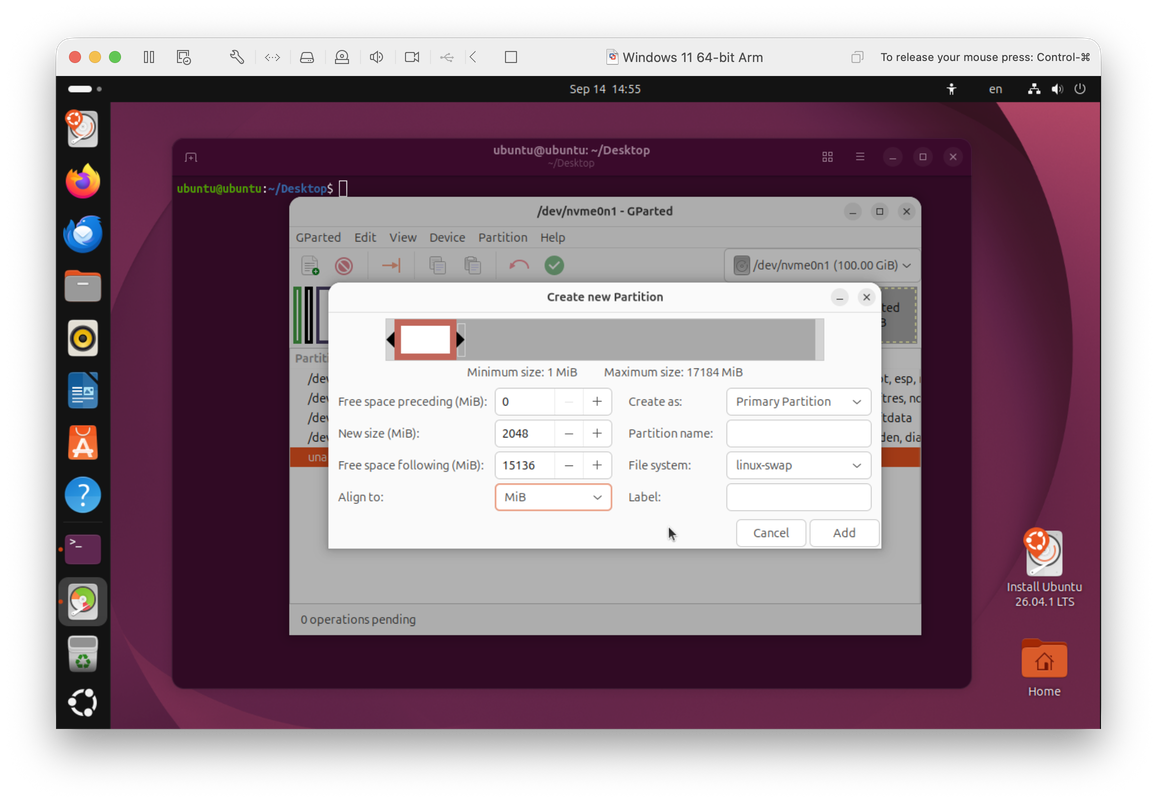 Windows 11 64-bit Arm
To release your mouse press: Control-⌘
Sep 14 14:55
en
ubuntu@ubuntu: ~/Desktop
~/Desktop
ubuntu@ubuntu:~/Desktop$
/dev/nvme0n1 - GParted
GParted Edit View Device Partition Help
/dev/nvme0n1 (100.00 GiB)
Create new Partition
Minimum size: 1 MiB Maximum size: 17184 MiB
Free space preceding (MiB): 0 Create as: Primary Partition
New size (MiB): 2048 Partition name:
Free space following (MiB): 15136 File system: linux-swap
Align to: MiB Label:
Cancel Add
0 operations pending
Install Ubuntu
26.04.1 LTS
Home